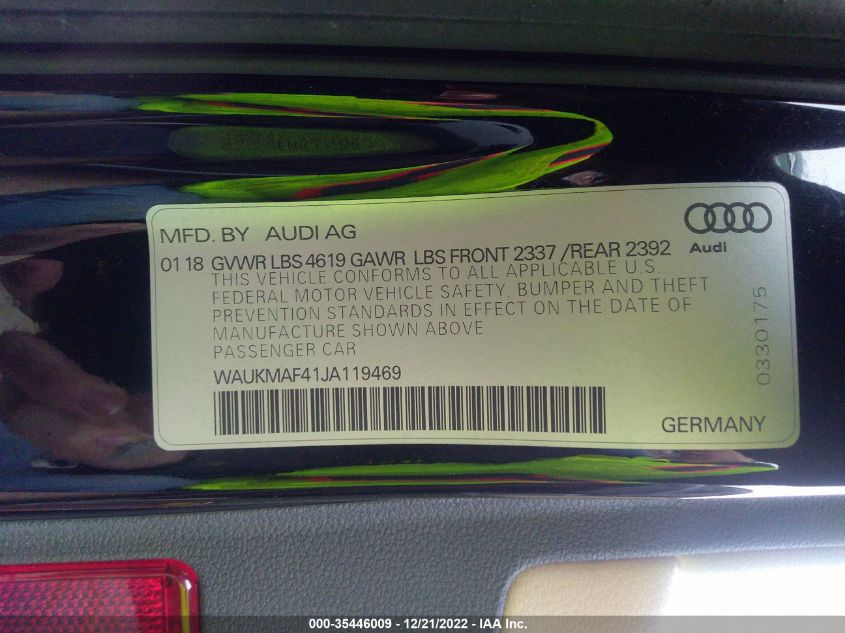 MFD. BY AUDI AG
Audi
01 18 GVWR LBS 4619 GAWR LBS FRONT 2337 /REAR 2392
THIS VEHICLE CONFORMS TO ALL APPLICABLE U.S.
FEDERAL MOTOR VEHICLE SAFETY, BUMPER AND THEFT
PREVENTION STANDARDS IN EFFECT ON THE DATE OF
MANUFACTURE SHOWN ABOVE
PASSENGER CAR
WAUKMAF41JA119469
0330175
GERMANY
000-35446009 - 12/21/2022 - IAA Inc.